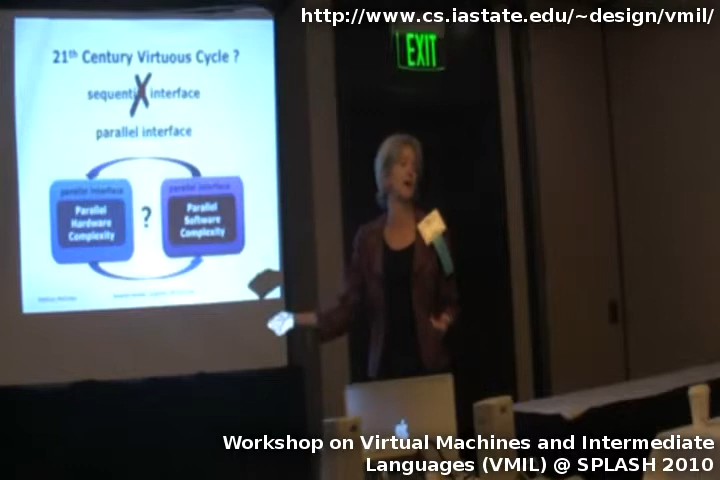 http://www.cs.iastate.edu/~design/vmil/
EXIT
21th Century Virtuous Cycle ?
sequential interface
parallel interface
parallel interface
parallel interface
Parallel
Hardware
Complexity
?
Parallel
Software
Complexity
Workshop on Virtual Machines and Intermediate
Languages (VMIL) @ SPLASH 2010